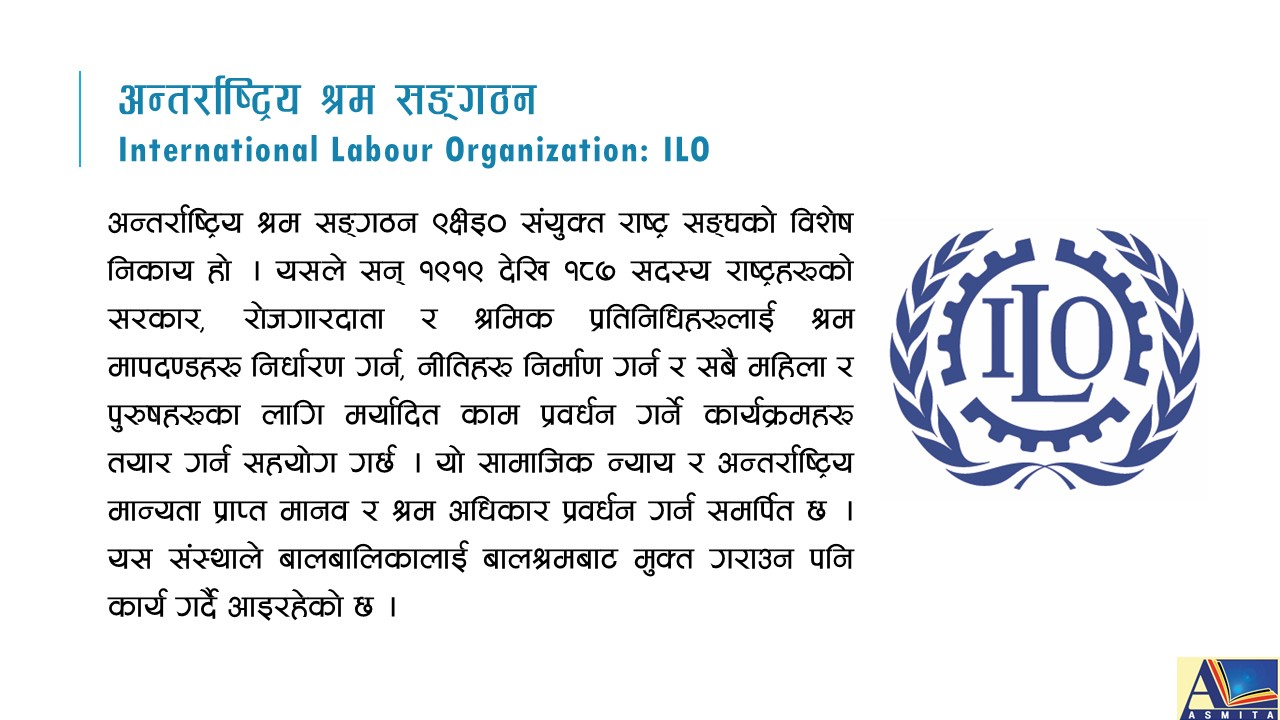 अन्तर्राष्ट्रिय श्रम सङ्गठन
International Labour Organization: ILO
अन्तर्राष्ट्रिय श्रम सङ्गठन ९क्षीइ० संयुक्त राष्ट्र सङ्घको विशेष
निकाय हो । यसले सन् १९१९ देखि १८७ सदस्य राष्ट्रहरूको
सरकार, रोजगारदाता र श्रमिक प्रतिनिधिहरूलाई श्रम
मापदण्डहरू निर्धारण गर्न, नीतिहरू निर्माण गर्न र सबै महिला र
पुरुषहरूका लागि मर्यादित काम प्रवर्धन गर्ने कार्यक्रमहरू
तयार गर्न सहयोग गर्छ । यो सामाजिक न्याय र अन्तर्राष्ट्रिय
मान्यता प्राप्त मानव र श्रम अधिकार प्रवर्धन गर्न समर्पित छ ।
यस संस्थाले बालबालिकालाई बालश्रमबाट मुक्त गराउन पनि
कार्य गर्दै आइरहेको छ ।
ILO
ASMITA